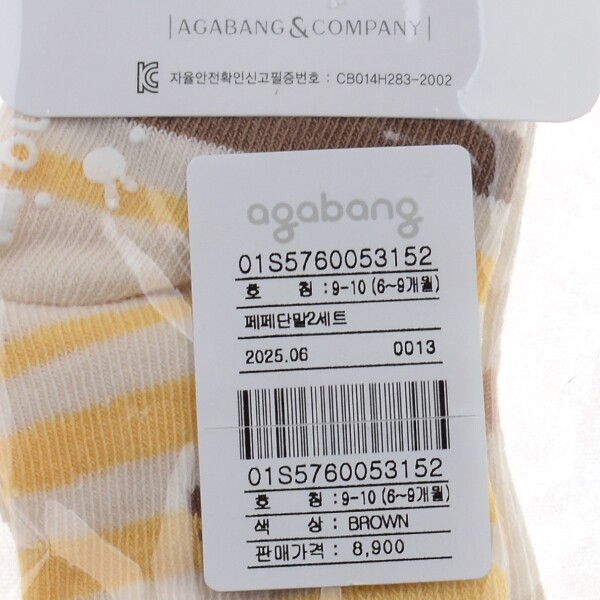 |AGABANG&COMPANY|
자율안전확인신고필증번호 : CB014H283-2002
agabang
01S5760053152
호 칭 : 9-10 (6~9개월)
페페단말2세트
2025.06 0013
01S5760053152
호 칭 : 9-10 (6~9개월)
색 상 : BROWN
판매가격 : 8,900